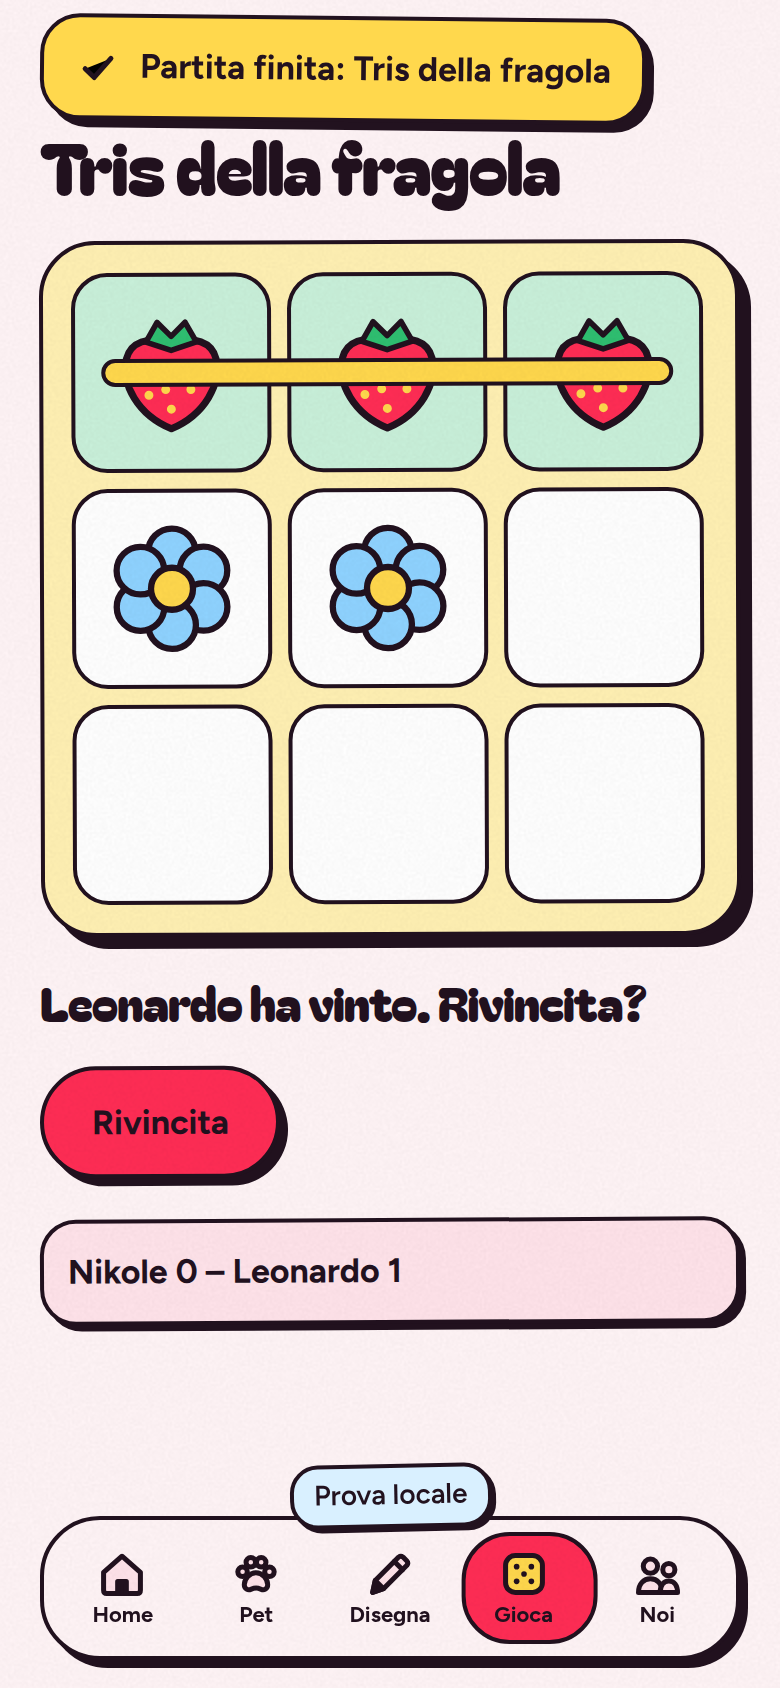 Partita finita: Tris della fragola
Tris della fragola
Leonardo ha vinto. Rivincita?
Rivincita
Nikole 0 – Leonardo 1
Prova locale
Home
Pet
Disegna
Gioca
Noi